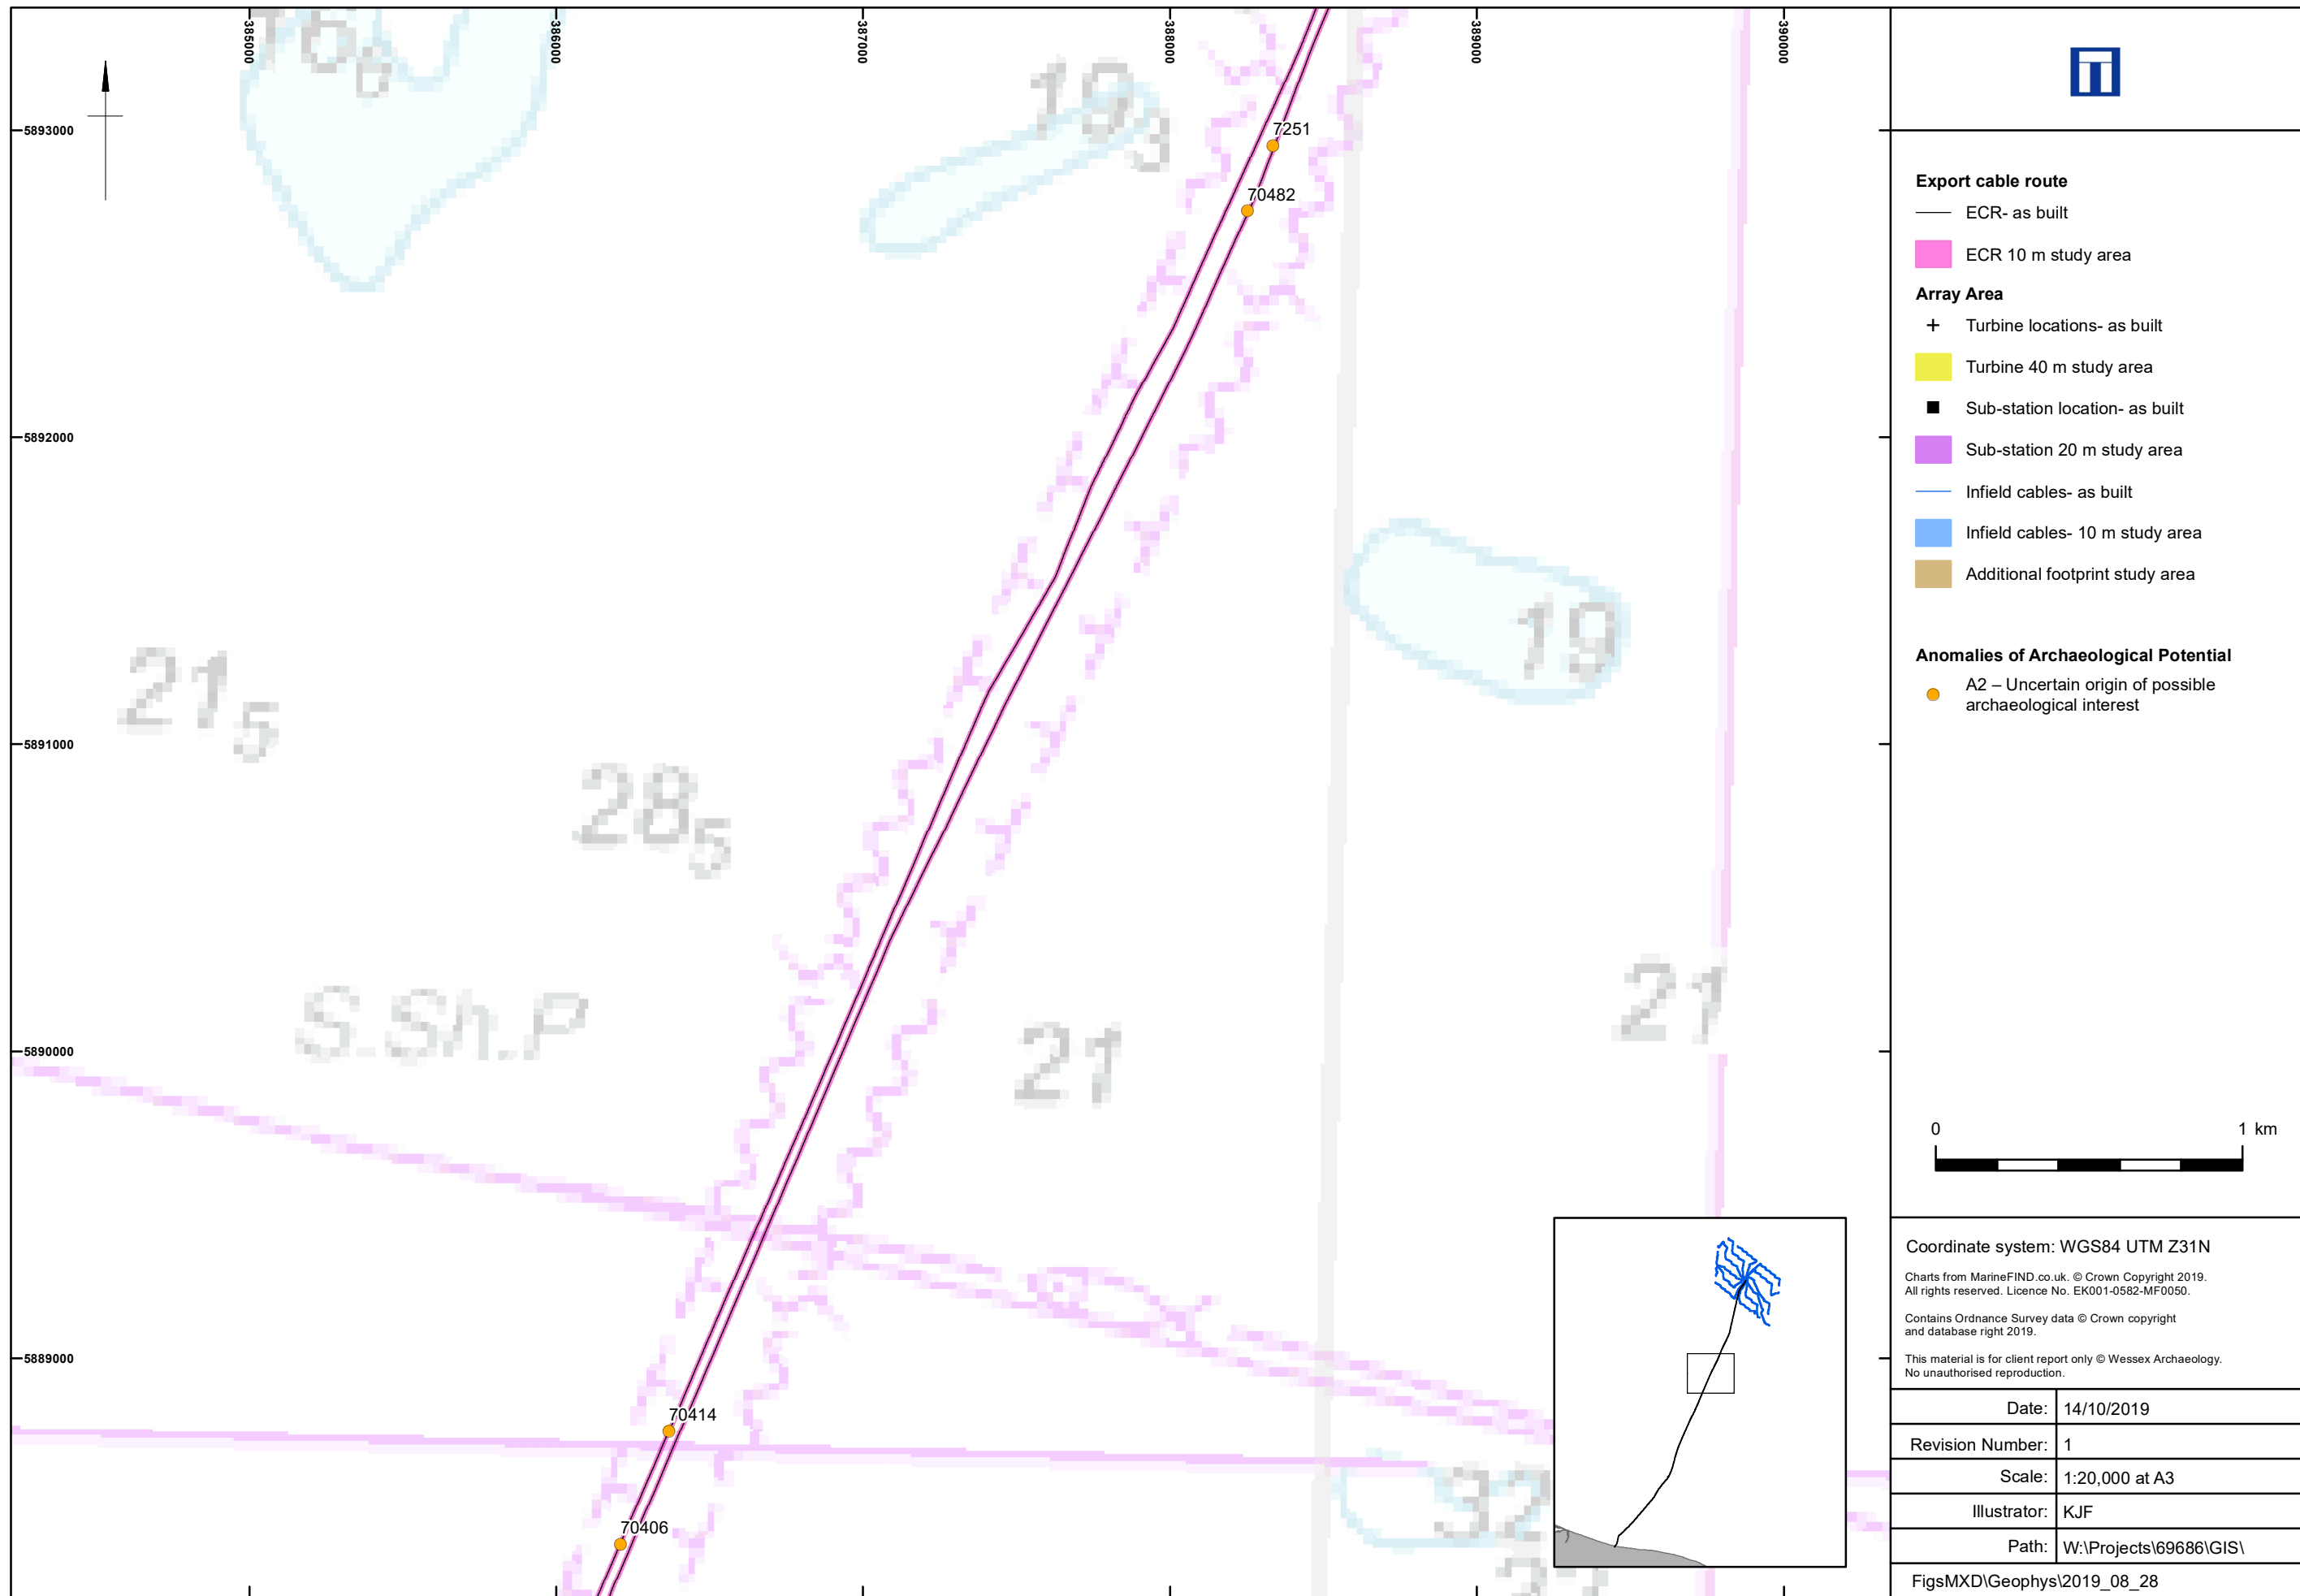 385000
386000
387000
388000
389000
390000
5893000
5892000
5891000
5890000
5889000
16
19
3
7251
70482
19
21
5
28
5
S.Sh.P
21
21
70414
70406
32
Export cable route
ECR- as built
ECR 10 m study area
Array Area
Turbine locations- as built
Turbine 40 m study area
Sub-station location- as built
Sub-station 20 m study area
Infield cables- as built
Infield cables- 10 m study area
Additional footprint study area
Anomalies of Archaeological Potential
A2 – Uncertain origin of possible
archaeological interest
0 1 km
Coordinate system: WGS84 UTM Z31N
Charts from MarineFIND.co.uk. © Crown Copyright 2019.
All rights reserved. Licence No. EK001-0582-MF0050.
Contains Ordnance Survey data © Crown copyright
and database right 2019.
This material is for client report only © Wessex Archaeology.
No unauthorised reproduction.
Date: 14/10/2019
Revision Number: 1
Scale: 1:20,000 at A3
Illustrator: KJF
Path: W:\Projects\69686\GIS\
FigsMXD\Geophys\2019_08_28